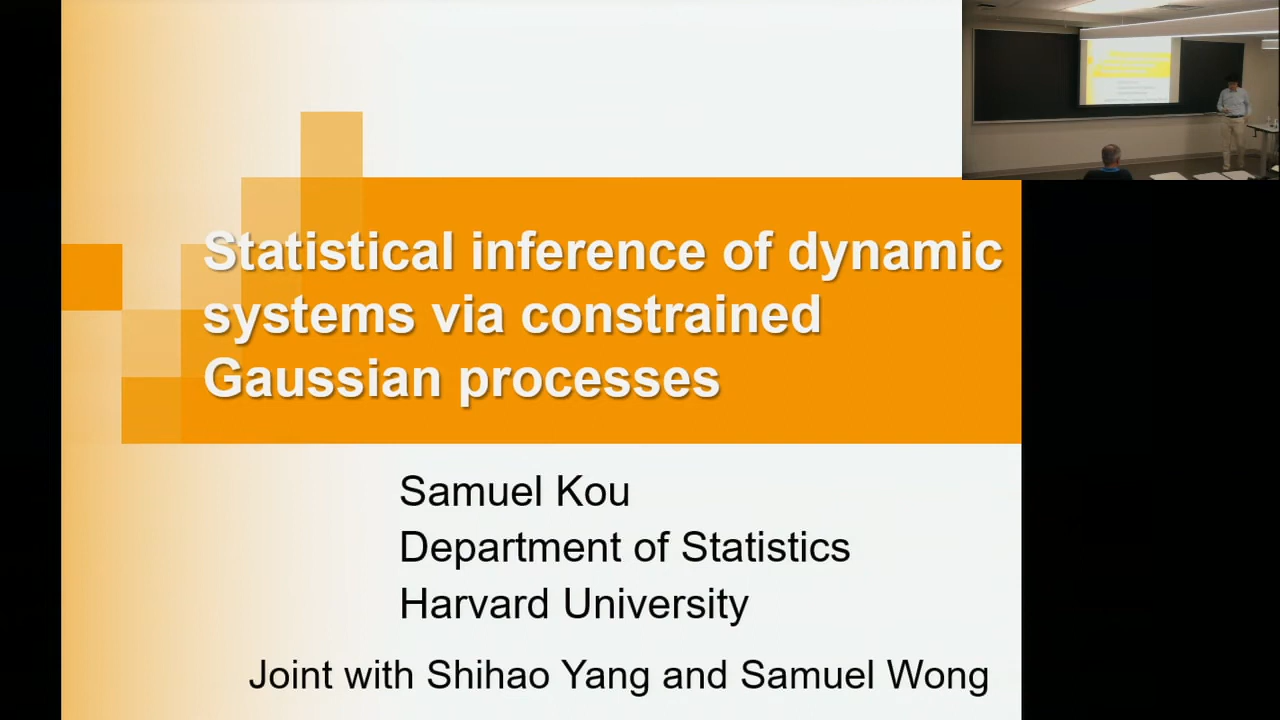 Statistical inference of dynamic
systems via constrained
Gaussian processes
Samuel Kou
Department of Statistics
Harvard University
Joint with Shihao Yang and Samuel Wong